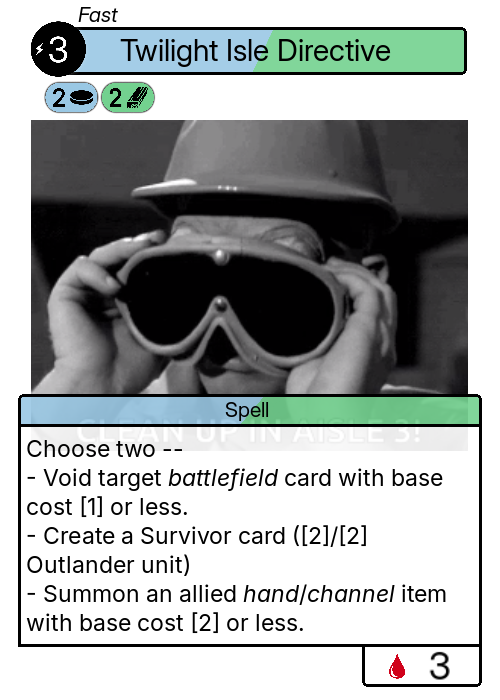 Fast
3
Twilight Isle Directive
2 2
Spell
CLEAN UP IN AISLE 3!
Choose two --
- Void target battlefield card with base
cost [1] or less.
- Create a Survivor card ([2]/[2]
Outlander unit)
- Summon an allied hand/channel item
with base cost [2] or less.
3